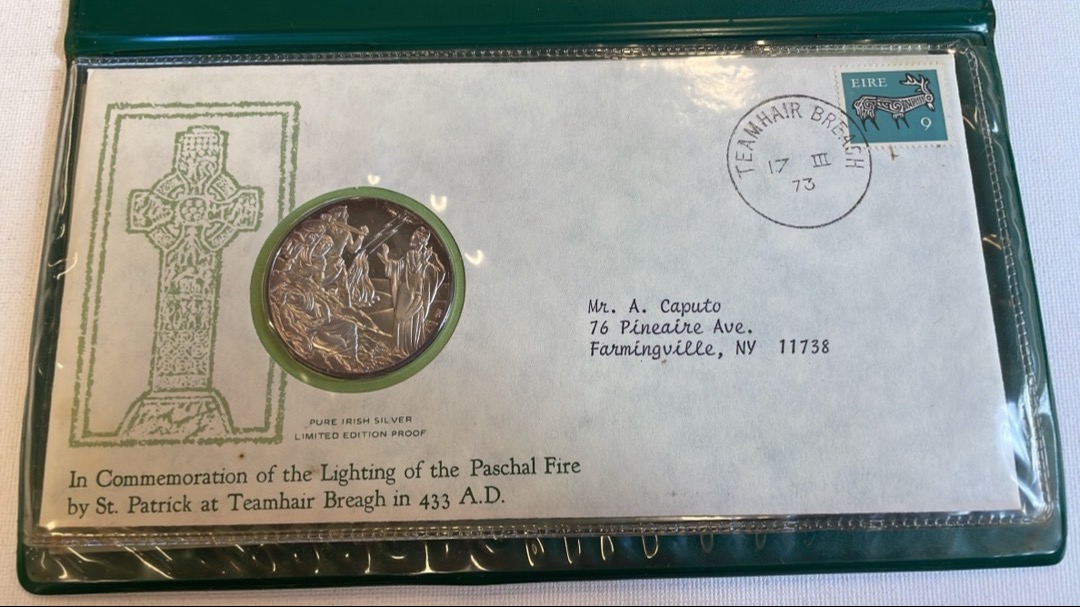 EIRE
9
TEAMHAIR BREAGH
17 III
73
Mr. A. Caputo
76 Pineaire Ave.
Farmingville, NY 11738
PURE IRISH SILVER
LIMITED EDITION PROOF
In Commemoration of the Lighting of the Paschal Fire
by St. Patrick at Teamhair Breagh in 433 A.D.